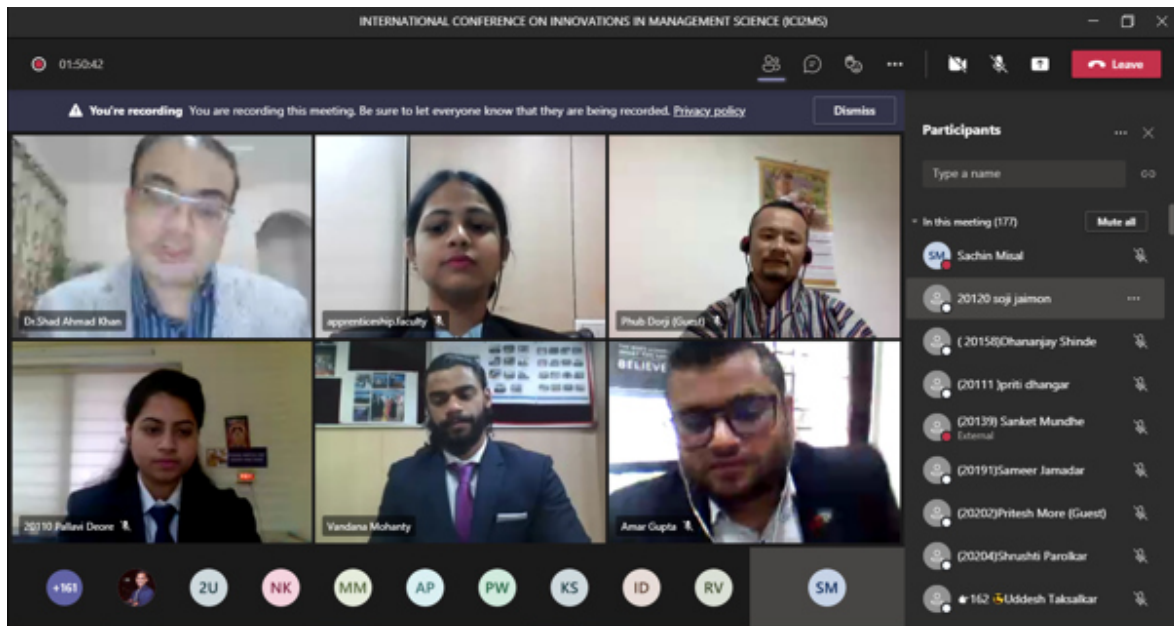 INTERNATIONAL CONFERENCE ON INNOVATIONS IN MANAGEMENT SCIENCE (ICI2MS)
01:50:42
Leave
You're recording You are recording this meeting. Be sure to let everyone know that they are being recorded. Privacy policy
Dismiss
Dr.Shad Ahmad Khan
apprenticeship.faculty
Phub Dorji (Guest)
BELIEVE
20110 Pallavi Deore
Vandana Mohanty
Amar Gupta
+161
2U
NK
MM
AP
PW
KS
ID
RV
SM
Participants
Type a name
In this meeting (177)
Mute all
SM Sachin Misal
20120 soji jaimon
( 20158)Dhananjay Shinde
(20111 )priti dhangar
(20139) Sanket Mundhe
External
(20191)Sameer Jamadar
(20202)Pritesh More (Guest)
(20204)Shrushti Parolkar
162 Uddesh Taksalkar